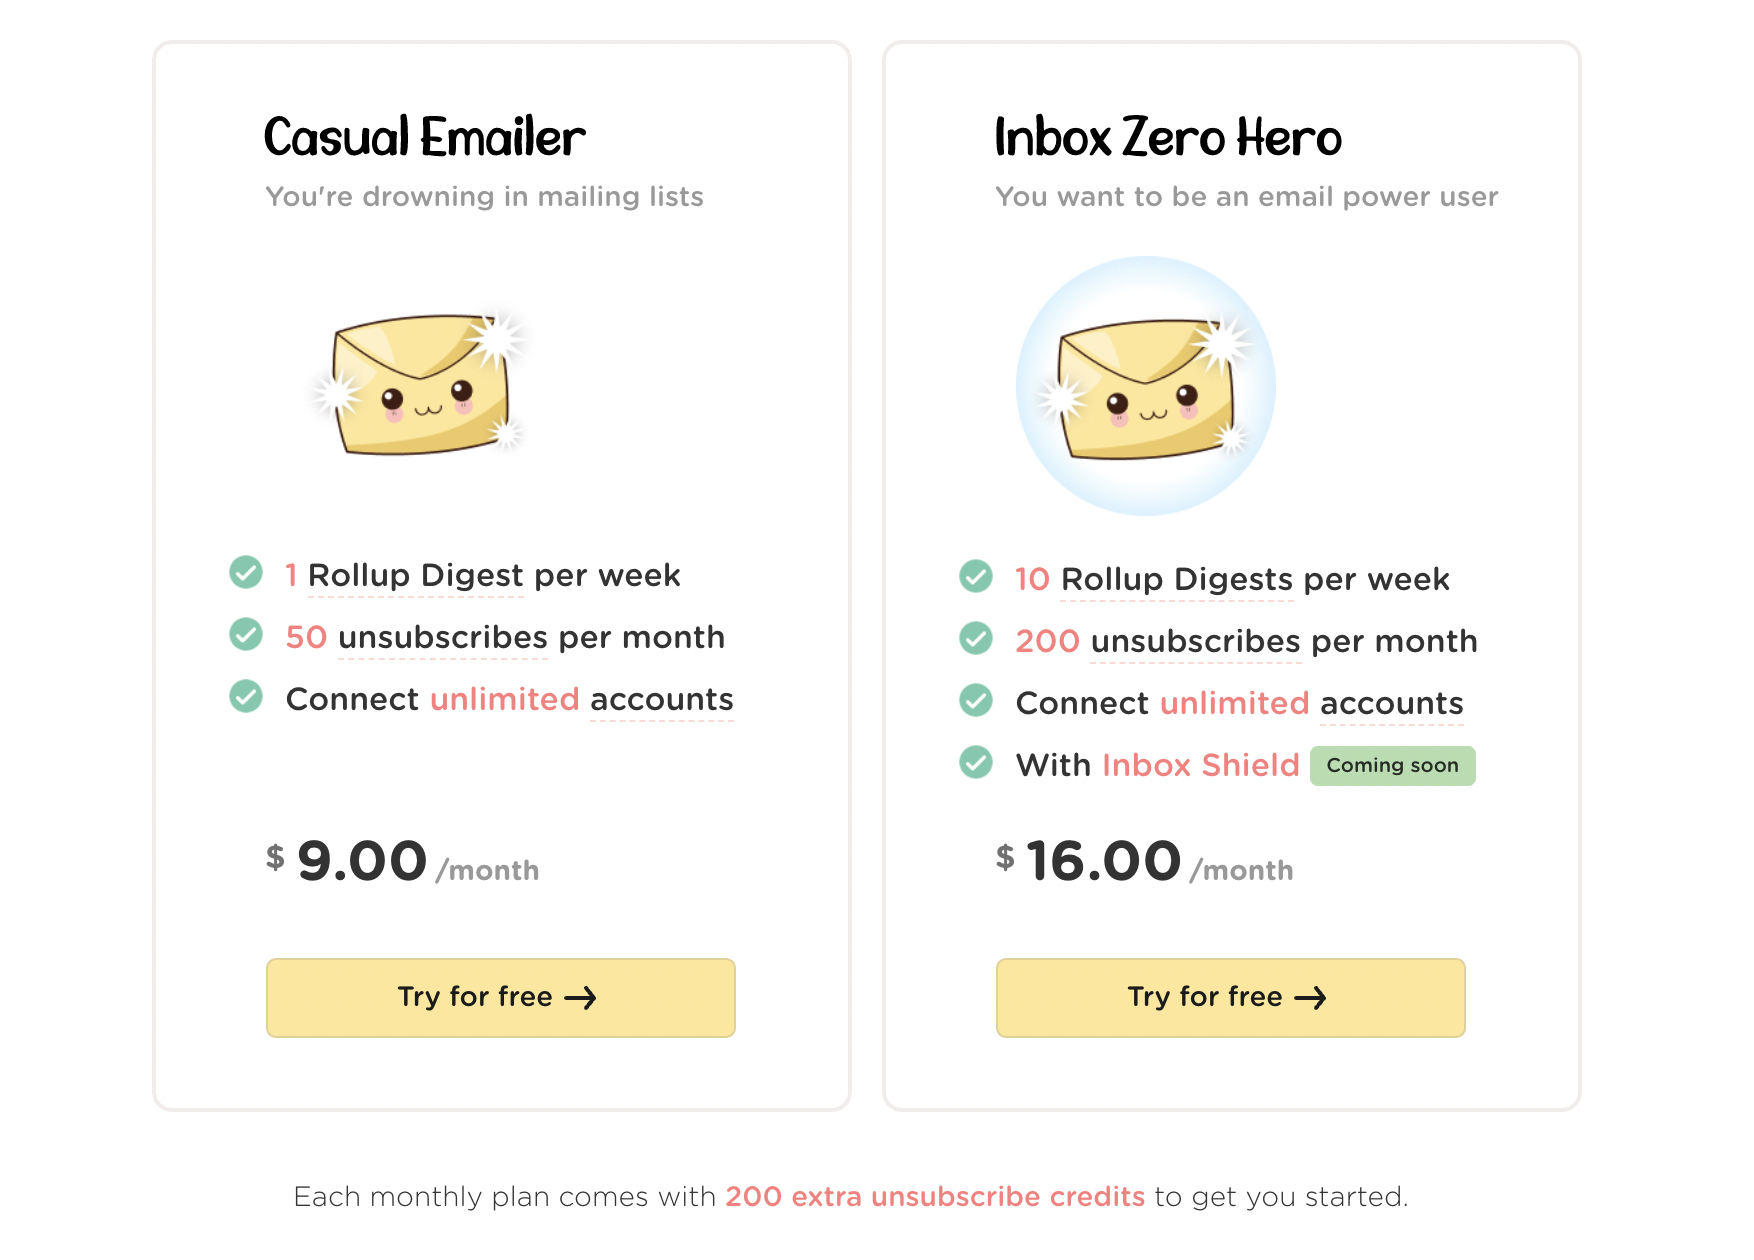 Casual Emailer
You're drowning in mailing lists
1 Rollup Digest per week
50 unsubscribes per month
Connect unlimited accounts
$ 9.00 /month
Try for free →
Inbox Zero Hero
You want to be an email power user
10 Rollup Digests per week
200 unsubscribes per month
Connect unlimited accounts
With Inbox Shield Coming soon
$ 16.00 /month
Try for free →
Each monthly plan comes with 200 extra unsubscribe credits to get you started.